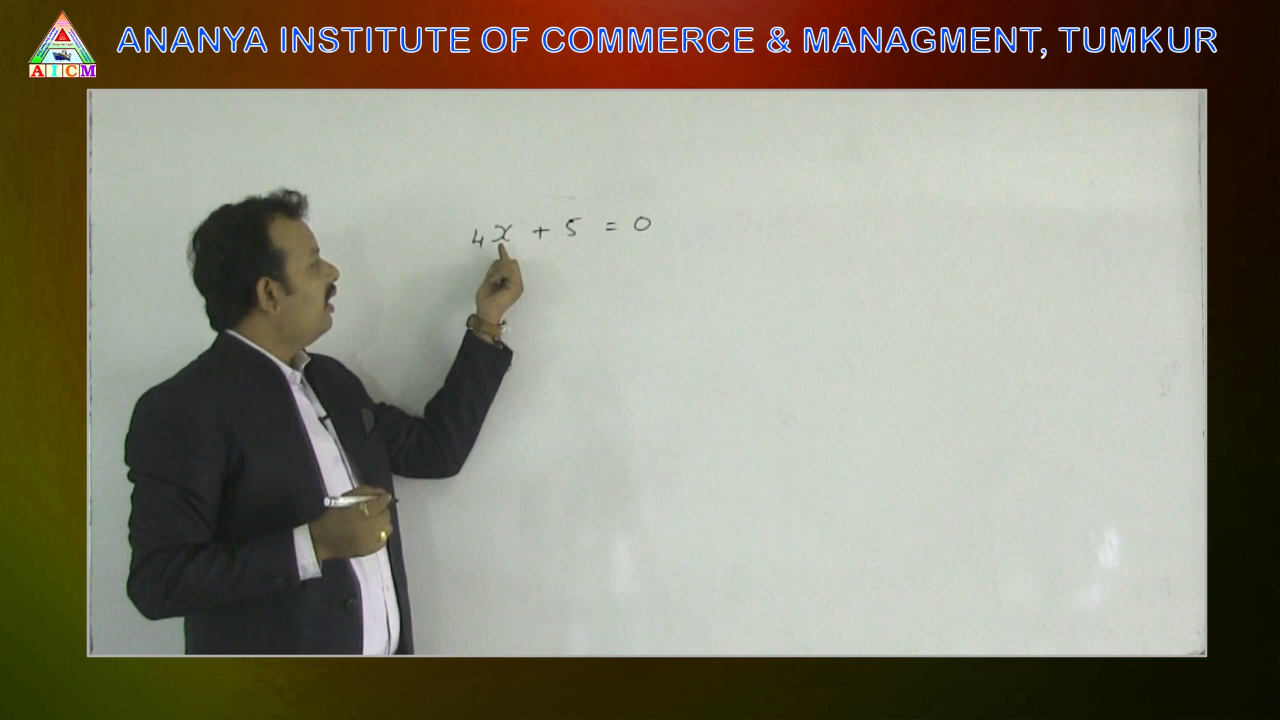 ANANYA INSTITUTE OF COMMERCE & MANAGMENT, TUMKUR
AICM
4x + 5 = 0